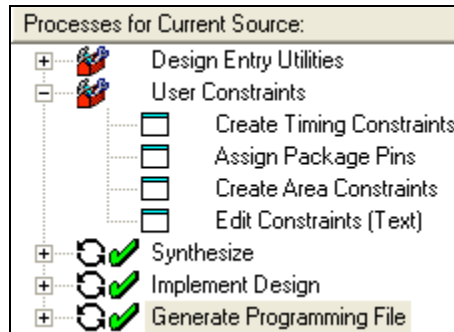 Processes for Current Source:
Design Entry Utilities
User Constraints
Create Timing Constraints
Assign Package Pins
Create Area Constraints
Edit Constraints (Text)
Synthesize
Implement Design
Generate Programming File